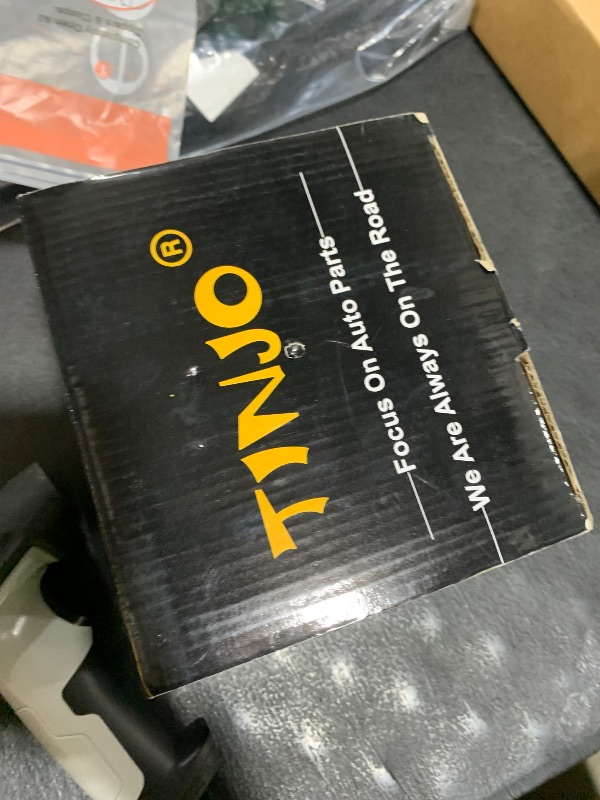 TINJO®
Focus On Auto Parts
We Are Always On The Road